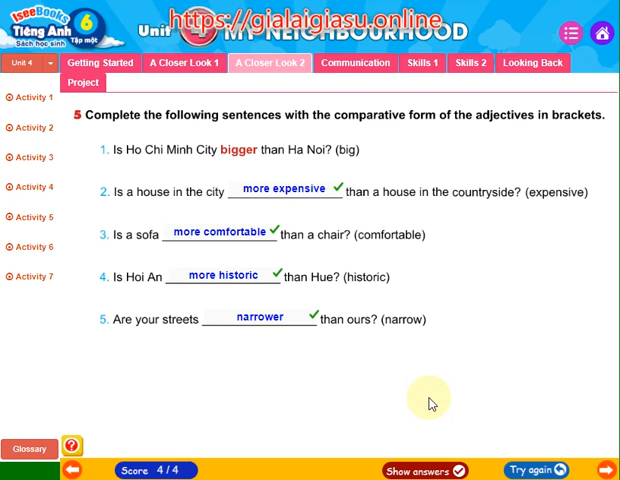 IseeBooks
Tiếng Anh 6
Tập một
Sách học sinh
Unit 4 MY NEIGHBOURHOOD
https://gialaigiasu.online
Unit 4
Getting Started
A Closer Look 1
A Closer Look 2
Communication
Skills 1
Skills 2
Looking Back
Project
Activity 1
Activity 2
Activity 3
Activity 4
Activity 5
Activity 6
Activity 7
5 Complete the following sentences with the comparative form of the adjectives in brackets.
1. Is Ho Chi Minh City bigger than Ha Noi? (big)
2. Is a house in the city more expensive than a house in the countryside? (expensive)
3. Is a sofa more comfortable than a chair? (comfortable)
4. Is Hoi An more historic than Hue? (historic)
5. Are your streets narrower than ours? (narrow)
Glossary
?
Score 4 / 4
Show answers
Try again